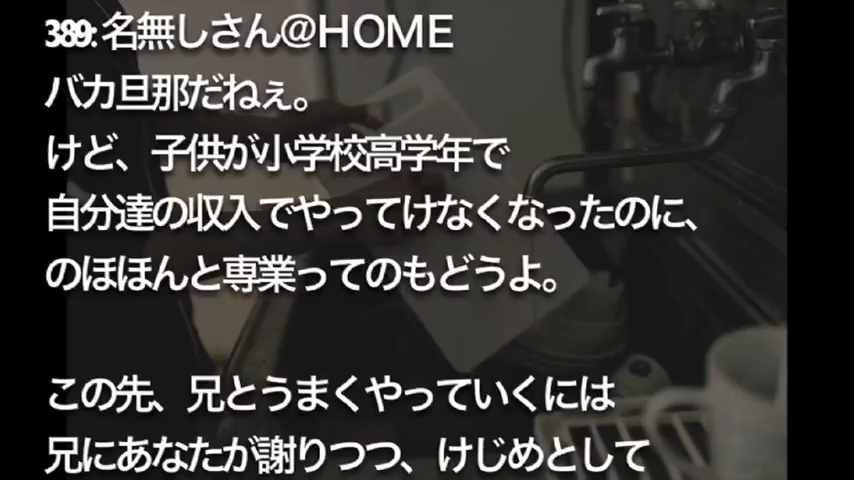 389: 名無しさん@HOME
バカ旦那だねぇ。
けど、子供が小学校高学年で
自分達の収入でやってけなくなったのに、
のほほんと専業ってのもどうよ。
この先、兄とうまくやっていくには
兄にあなたが謝りつつ、けじめとして